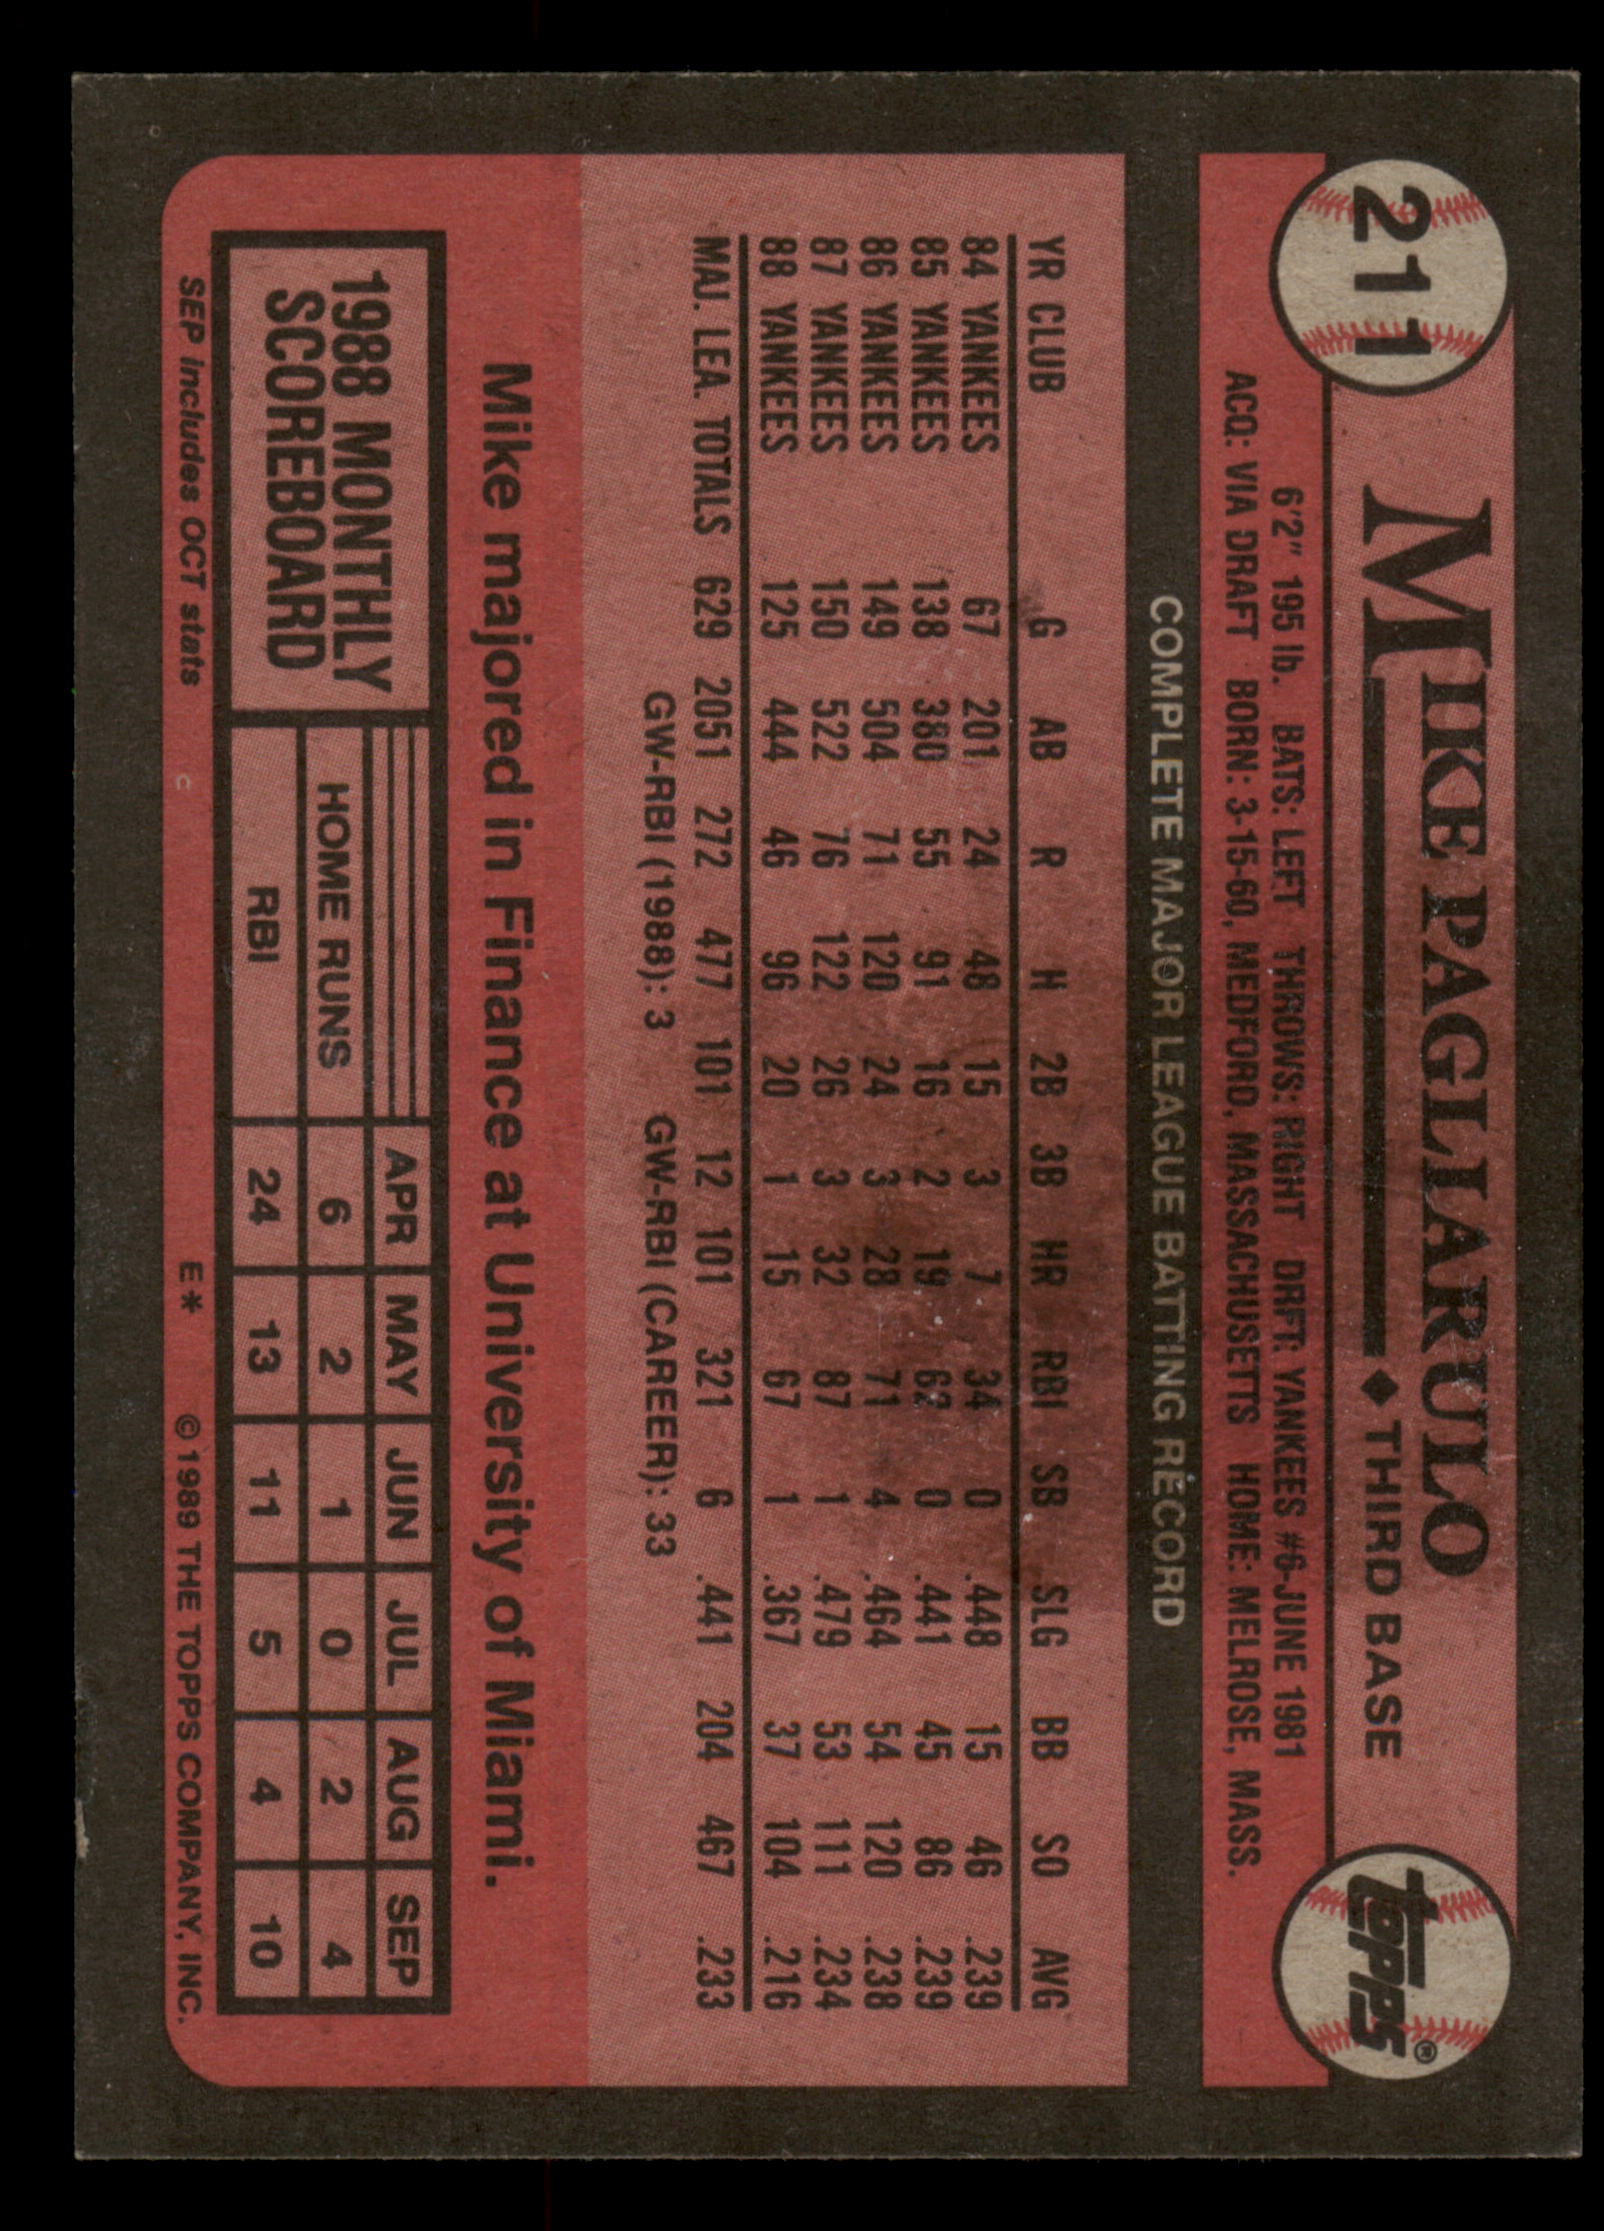 211
MIKE PAGLIARULO
◆ THIRD BASE
topps®
6'2" 195 lb. BATS: LEFT THROWS: RIGHT DRFT: YANKEES #6-JUNE 1981
ACQ: VIA DRAFT BORN: 3-15-60, MEDFORD, MASSACHUSETTS HOME: MELROSE, MASS.
COMPLETE MAJOR LEAGUE BATTING RECORD
YR CLUB G AB R H 2B 3B HR RBI SB SLG BB SO AVG
84 YANKEES 67 201 24 48 15 3 7 34 0 .448 15 46 .239
85 YANKEES 138 380 55 91 16 2 19 62 0 .441 45 86 .239
86 YANKEES 149 504 71 120 24 3 28 71 4 .464 54 120 .238
87 YANKEES 150 522 76 122 26 3 32 87 1 .479 53 111 .234
88 YANKEES 125 444 46 96 20 1 15 67 1 .367 37 104 .216
MAJ. LEA. TOTALS 629 2051 272 477 101 12 101 321 6 .441 204 467 .233
GW-RBI (1988): 3 GW-RBI (CAREER): 33
Mike majored in Finance at University of Miami.
1988 MONTHLY
SCOREBOARD
APR MAY JUN JUL AUG SEP
HOME RUNS 6 2 1 0 2 4
RBI 24 13 11 5 4 10
SEP includes OCT stats C E* © 1989 THE TOPPS COMPANY, INC.